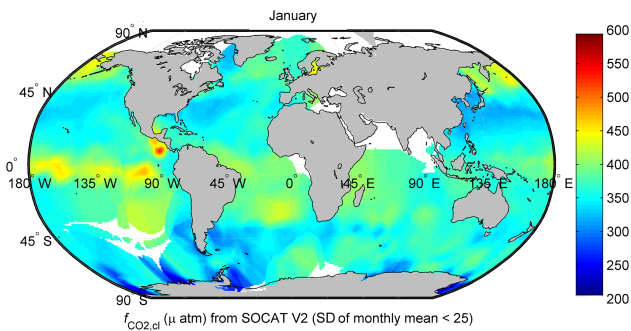 January
90° N
45° N
0°
180° W 135° W 90° W 45° W 0° 45° E 90° E 135° E 180° E
45° S
90° S
600
550
500
450
400
350
300
250
200
fCO2,cl (μ atm) from SOCAT V2 (SD of monthly mean < 25)